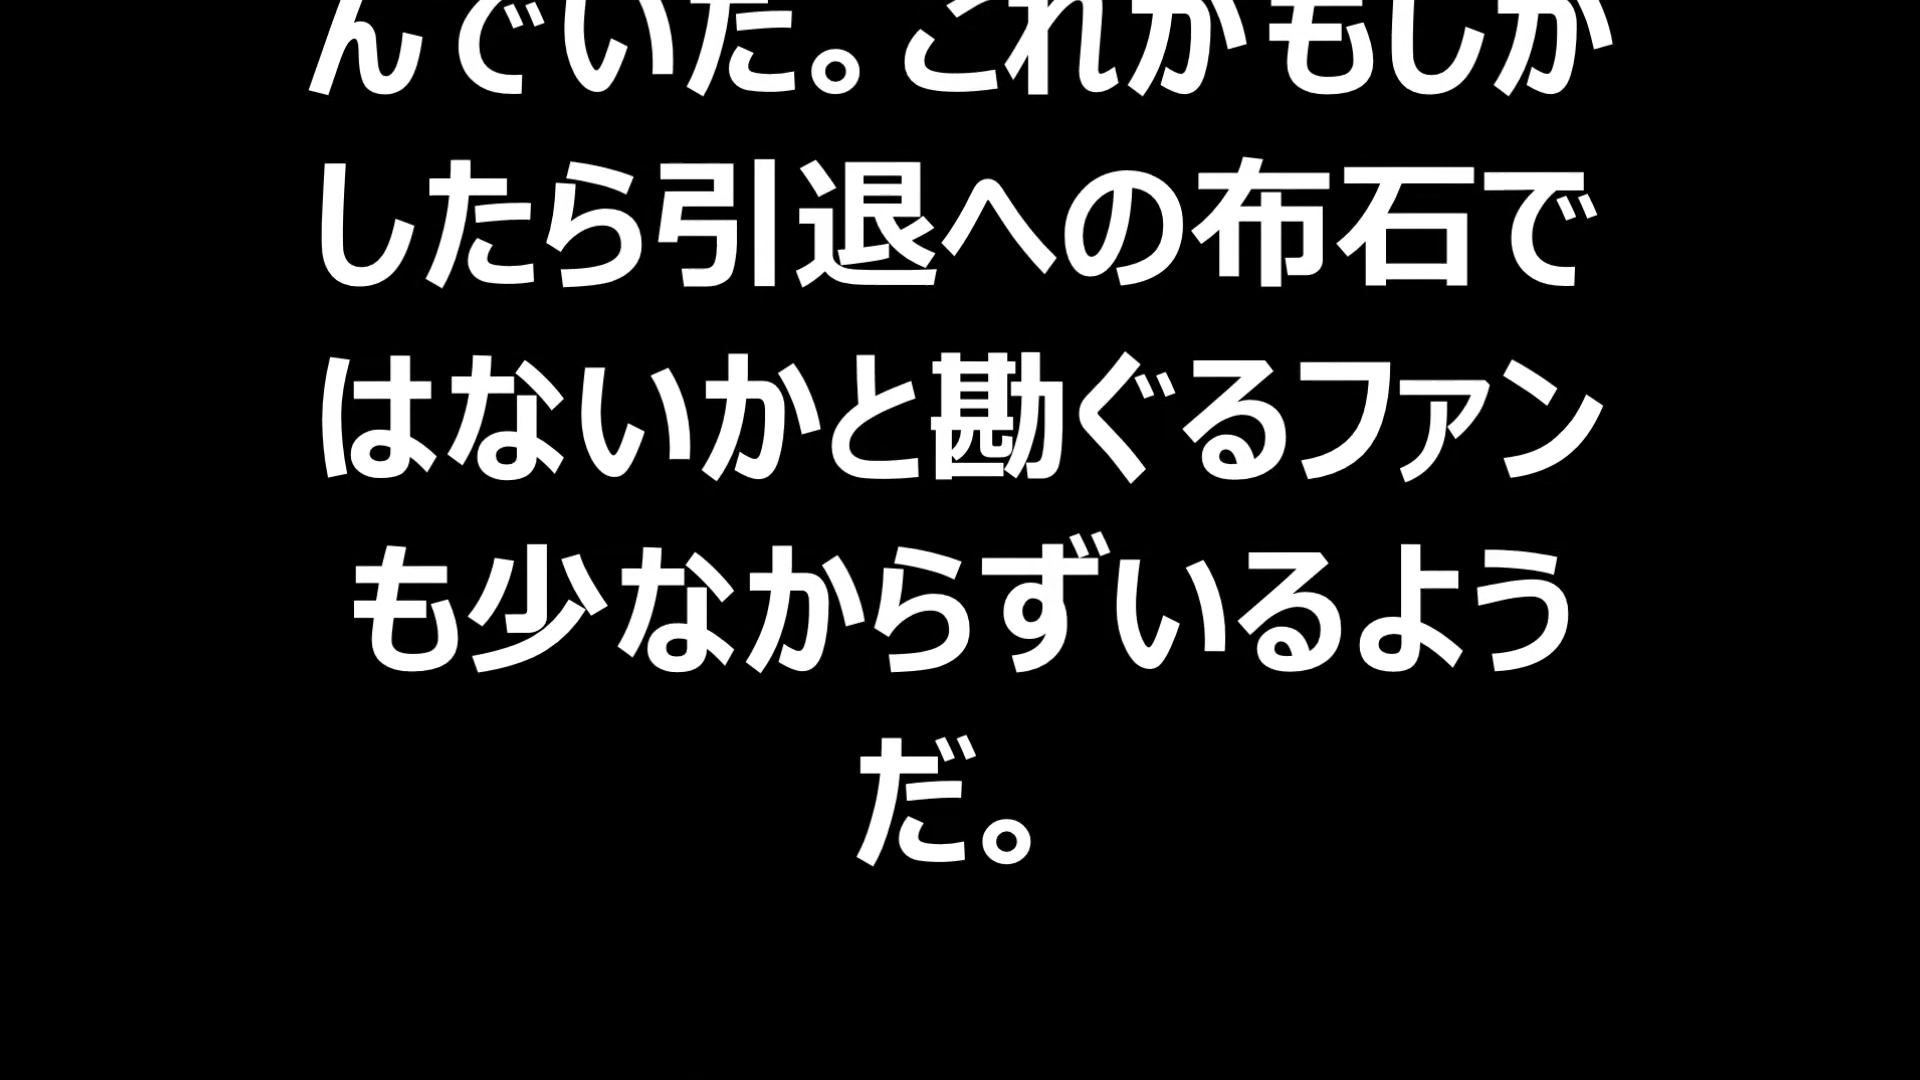 んでいた。これがもしか
したら引退への布石で
はないかと勘ぐるファン
も少なからずいるよう
だ。